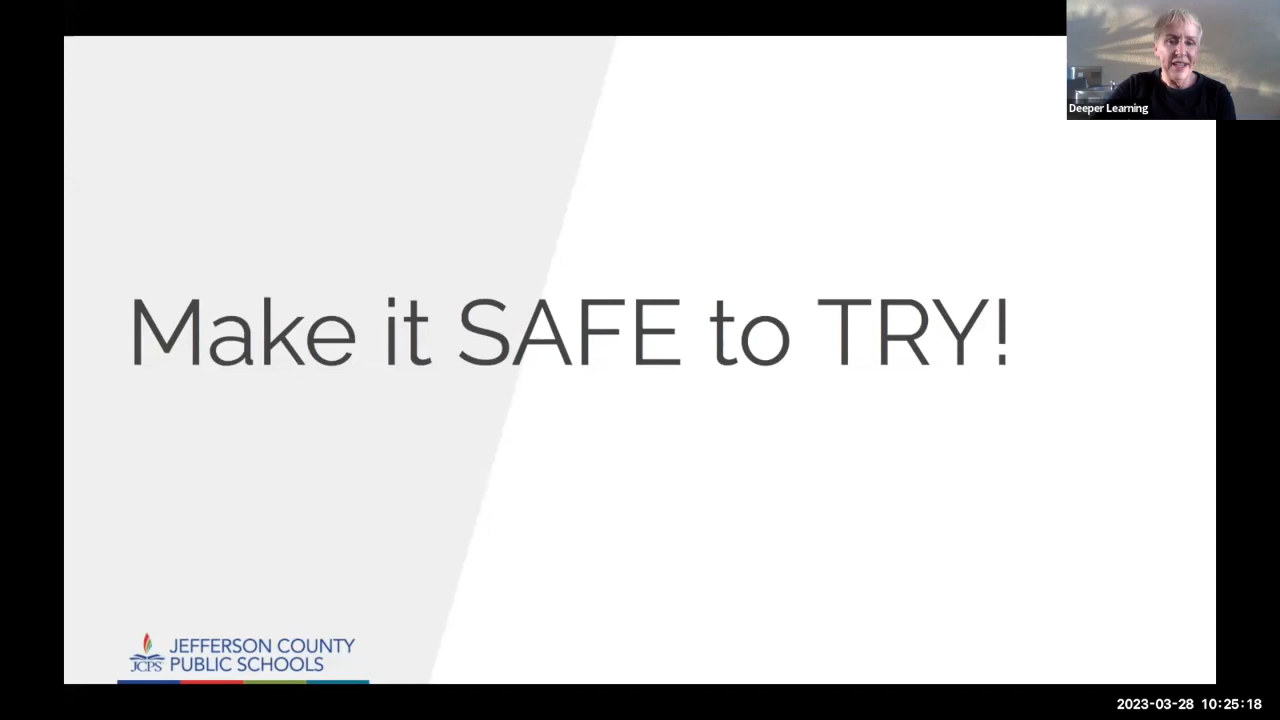 Deeper Learning
Make it SAFE to TRY!
JCPS
JEFFERSON COUNTY
PUBLIC SCHOOLS
2023-03-28 10:25:18